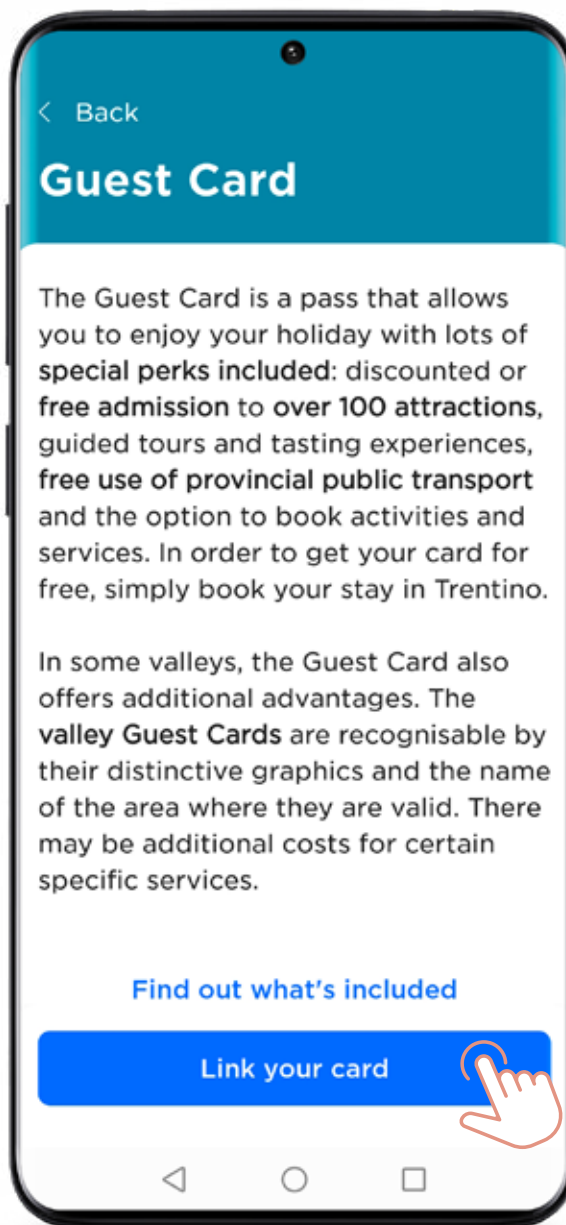 Back
Guest Card
The Guest Card is a pass that allows
you to enjoy your holiday with lots of
special perks included: discounted or
free admission to over 100 attractions,
guided tours and tasting experiences,
free use of provincial public transport
and the option to book activities and
services. In order to get your card for
free, simply book your stay in Trentino.
In some valleys, the Guest Card also
offers additional advantages. The
valley Guest Cards are recognisable by
their distinctive graphics and the name
of the area where they are valid. There
may be additional costs for certain
specific services.
Find out what's included
Link your card